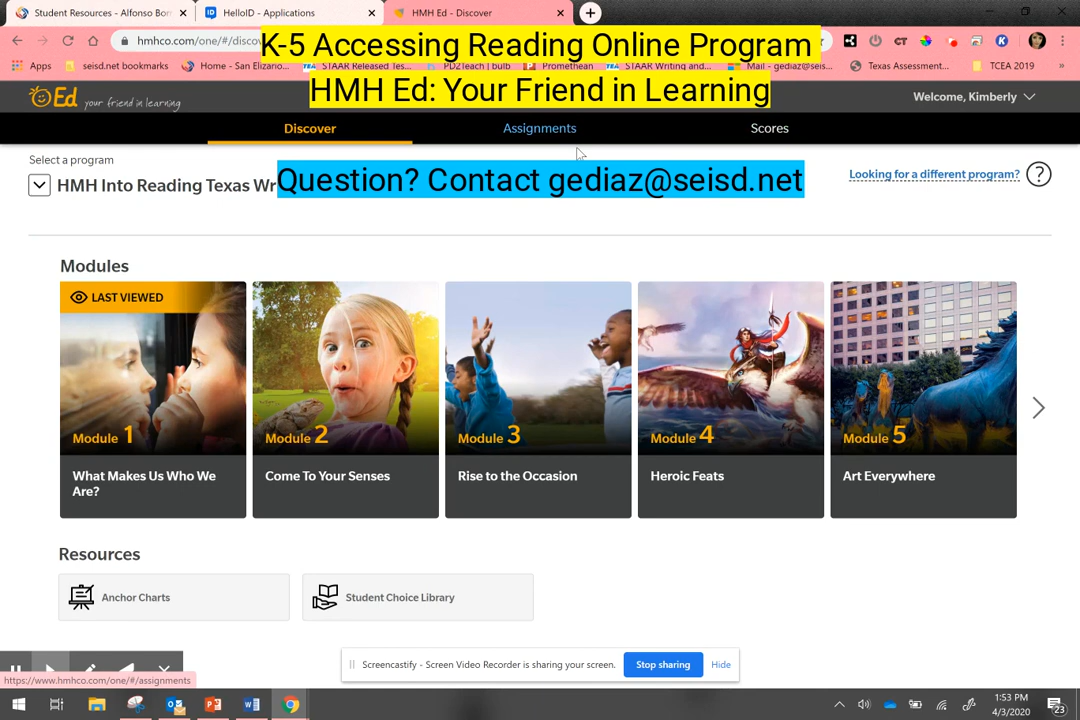 Student Resources - Alfonso Bor
HelloID - Applications
HMH Ed - Discover
hmhco.com/one/#/disco
K-5 Accessing Reading Online Program
Apps
seisd.net bookmarks
Home - San Elizario...
STAAR Released Tes...
PD2Teach | bulb
Promethean
STAAR Writing and...
Mail - gediaz@seis...
Texas Assessment...
TCEA 2019
HMH Ed: Your Friend in Learning
Ed your friend in learning
Welcome, Kimberly
Discover
Assignments
Scores
Select a program
HMH Into Reading Texas Wr
Question? Contact gediaz@seisd.net
Looking for a different program?
?
Modules
LAST VIEWED
Module 1
Module 2
Module 3
Module 4
Module 5
What Makes Us Who We
Are?
Come To Your Senses
Rise to the Occasion
Heroic Feats
Art Everywhere
Resources
Anchor Charts
Student Choice Library
Screencastify - Screen Video Recorder is sharing your screen.
Stop sharing
Hide
https://www.hmhco.com/one/#/assignments
1:53 PM
4/3/2020
23